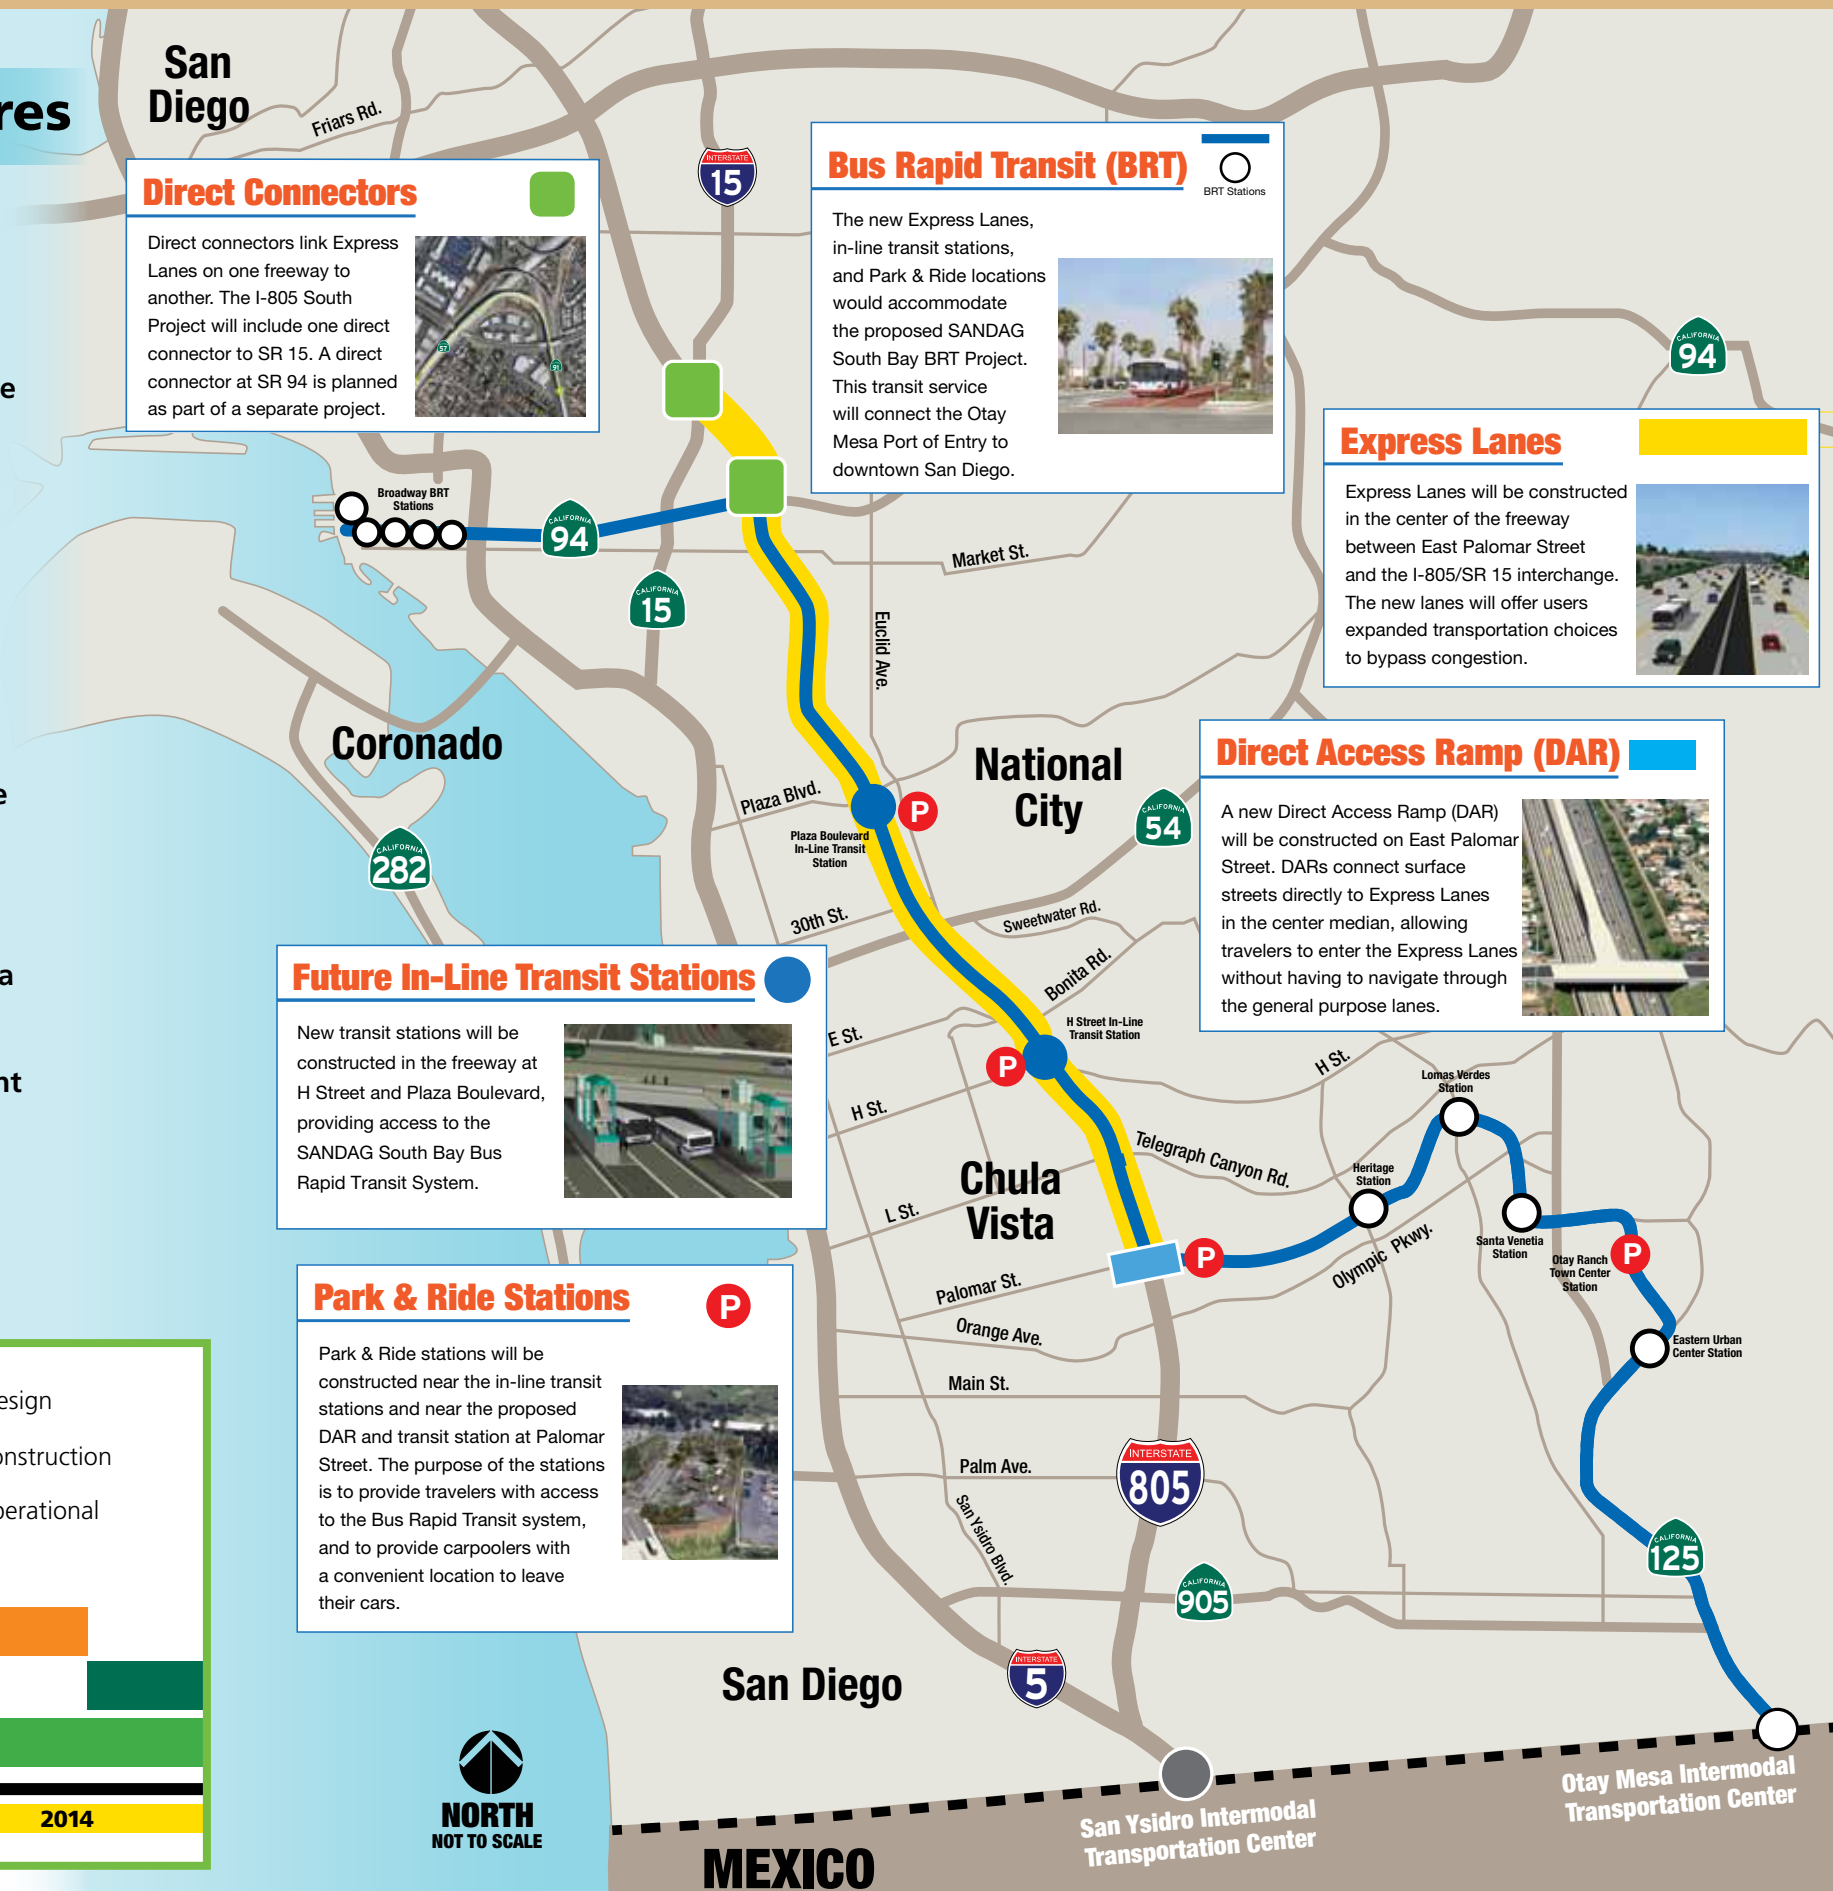 res
e
e
a
nt
esign
onstruction
perational
2014
San
Diego
Friars Rd.
INTERSTATE
15
Direct Connectors
Direct connectors link Express
Lanes on one freeway to
another. The I-805 South
Project will include one direct
connector to SR 15. A direct
connector at SR 94 is planned
as part of a separate project.
57
91
Bus Rapid Transit (BRT)
BRT Stations
The new Express Lanes,
in-line transit stations,
and Park & Ride locations
would accommodate
the proposed SANDAG
South Bay BRT Project.
This transit service
will connect the Otay
Mesa Port of Entry to
downtown San Diego.
CALIFORNIA
94
Express Lanes
Express Lanes will be constructed
in the center of the freeway
between East Palomar Street
and the I-805/SR 15 interchange.
The new lanes will offer users
expanded transportation choices
to bypass congestion.
Broadway BRT
Stations
CALIFORNIA
94
Market St.
CALIFORNIA
15
Euclid Ave.
Coronado
National
City
Plaza Blvd.
P
Plaza Boulevard
In-Line Transit
Station
CALIFORNIA
54
CALIFORNIA
282
Direct Access Ramp (DAR)
A new Direct Access Ramp (DAR)
will be constructed on East Palomar
Street. DARs connect surface
streets directly to Express Lanes
in the center median, allowing
travelers to enter the Express Lanes
without having to navigate through
the general purpose lanes.
30th St.
Sweetwater Rd.
Bonita Rd.
Future In-Line Transit Stations
New transit stations will be
constructed in the freeway at
H Street and Plaza Boulevard,
providing access to the
SANDAG South Bay Bus
Rapid Transit System.
E St.
H Street In-Line
Transit Station
P
H St.
H St.
Lomas Verdes
Station
Telegraph Canyon Rd.
Chula
Vista
Heritage
Station
L St.
Olympic Pkwy.
Santa Venetia
Station
Otay Ranch
Town Center
Station
P
P
Palomar St.
Orange Ave.
Eastern Urban
Center Station
Main St.
Park & Ride Stations
P
Park & Ride stations will be
constructed near the in-line transit
stations and near the proposed
DAR and transit station at Palomar
Street. The purpose of the stations
is to provide travelers with access
to the Bus Rapid Transit system,
and to provide carpoolers with
a convenient location to leave
their cars.
Palm Ave.
INTERSTATE
805
San Ysidro Blvd.
CALIFORNIA
125
CALIFORNIA
905
San Diego
INTERSTATE
5
NORTH
NOT TO SCALE
Otay Mesa Intermodal
Transportation Center
San Ysidro Intermodal
Transportation Center
MEXICO